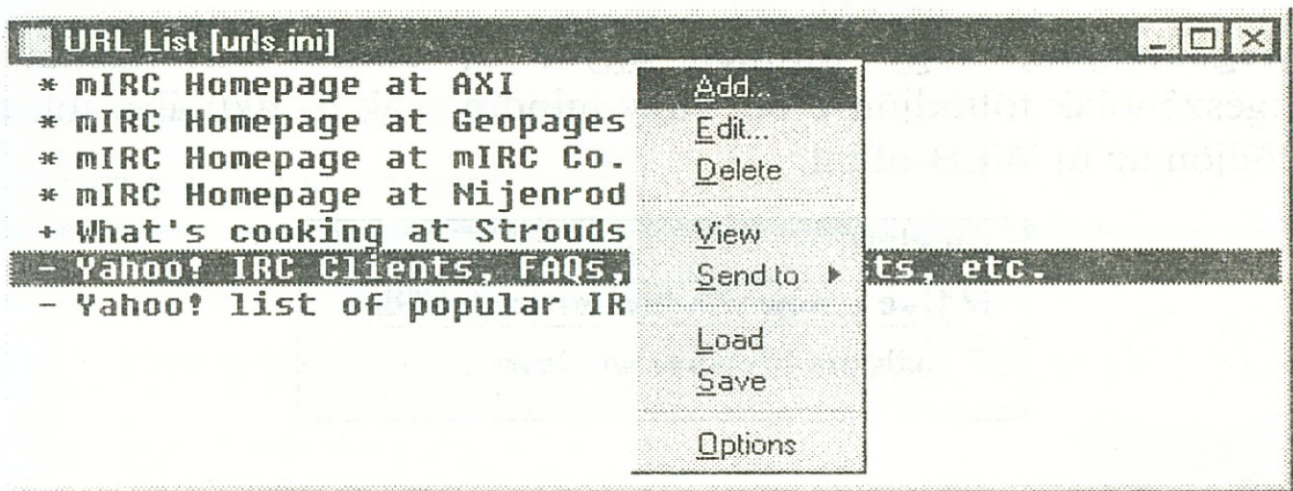 URL List [urls.ini]
* mIRC Homepage at AXI
* mIRC Homepage at Geopages
* mIRC Homepage at mIRC Co.
* mIRC Homepage at Nijenrod
+ What's cooking at Strouds
- Yahoo! IRC Clients, FAQs, ts, etc.
- Yahoo! list of popular IR
Add...
Edit...
Delete
View
Send to
Load
Save
Options